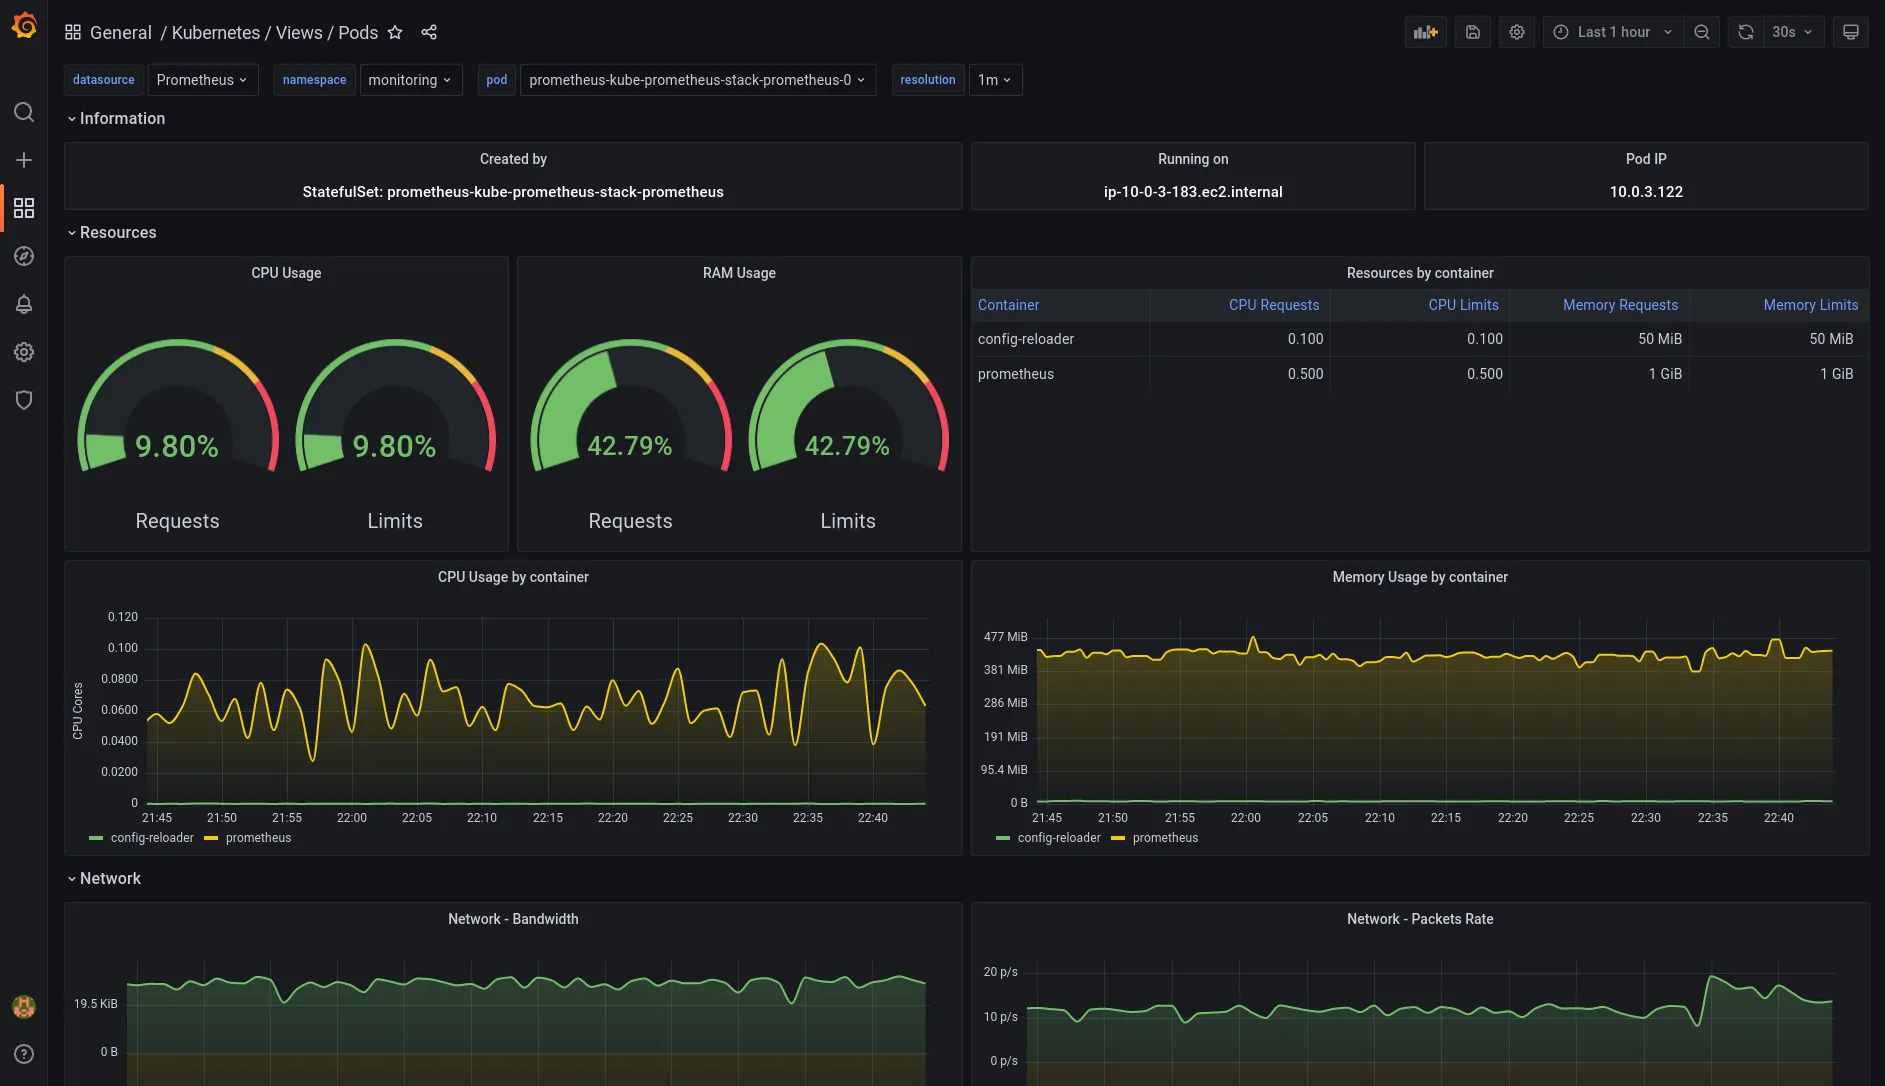 General / Kubernetes / Views / Pods
Last 1 hour
30s
datasource Prometheus namespace monitoring pod prometheus-kube-prometheus-stack-prometheus-0 resolution 1m
Information
Created by
StatefulSet: prometheus-kube-prometheus-stack-prometheus
Running on
ip-10-0-3-183.ec2.internal
Pod IP
10.0.3.122
Resources
CPU Usage
9.80% 9.80%
Requests Limits
RAM Usage
42.79% 42.79%
Requests Limits
Resources by container
Container CPU Requests CPU Limits Memory Requests Memory Limits
config-reloader 0.100 0.100 50 MiB 50 MiB
prometheus 0.500 0.500 1 GiB 1 GiB
CPU Usage by container
CPU Cores
0.120
0.100
0.0800
0.0600
0.0400
0.0200
0
21:45 21:50 21:55 22:00 22:05 22:10 22:15 22:20 22:25 22:30 22:35 22:40
config-reloader prometheus
Memory Usage by container
477 MiB
381 MiB
286 MiB
191 MiB
95.4 MiB
0 B
21:45 21:50 21:55 22:00 22:05 22:10 22:15 22:20 22:25 22:30 22:35 22:40
config-reloader prometheus
Network
Network - Bandwidth
19.5 KiB
0 B
Network - Packets Rate
20 p/s
10 p/s
0 p/s